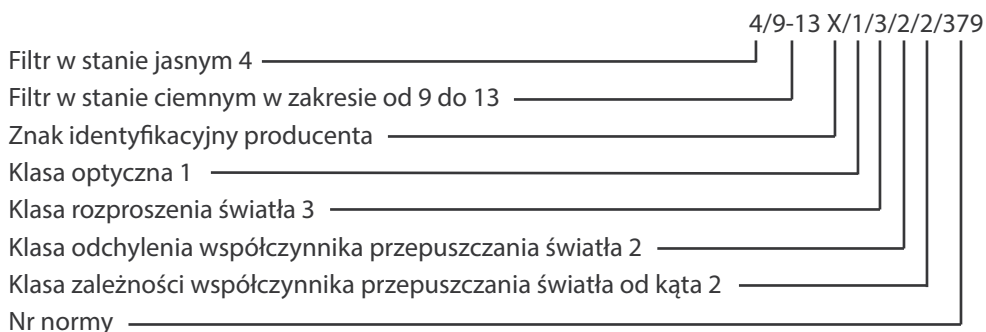 4/9-13 X/1/3/2/2/379
Filtr w stanie jasnym 4
Filtr w stanie ciemnym w zakresie od 9 do 13
Znak identyfikacyjny producenta
Klasa optyczna 1
Klasa rozproszenia światła 3
Klasa odchylenia współczynnika przepuszczania światła 2
Klasa zależności współczynnika przepuszczania światła od kąta 2
Nr normy